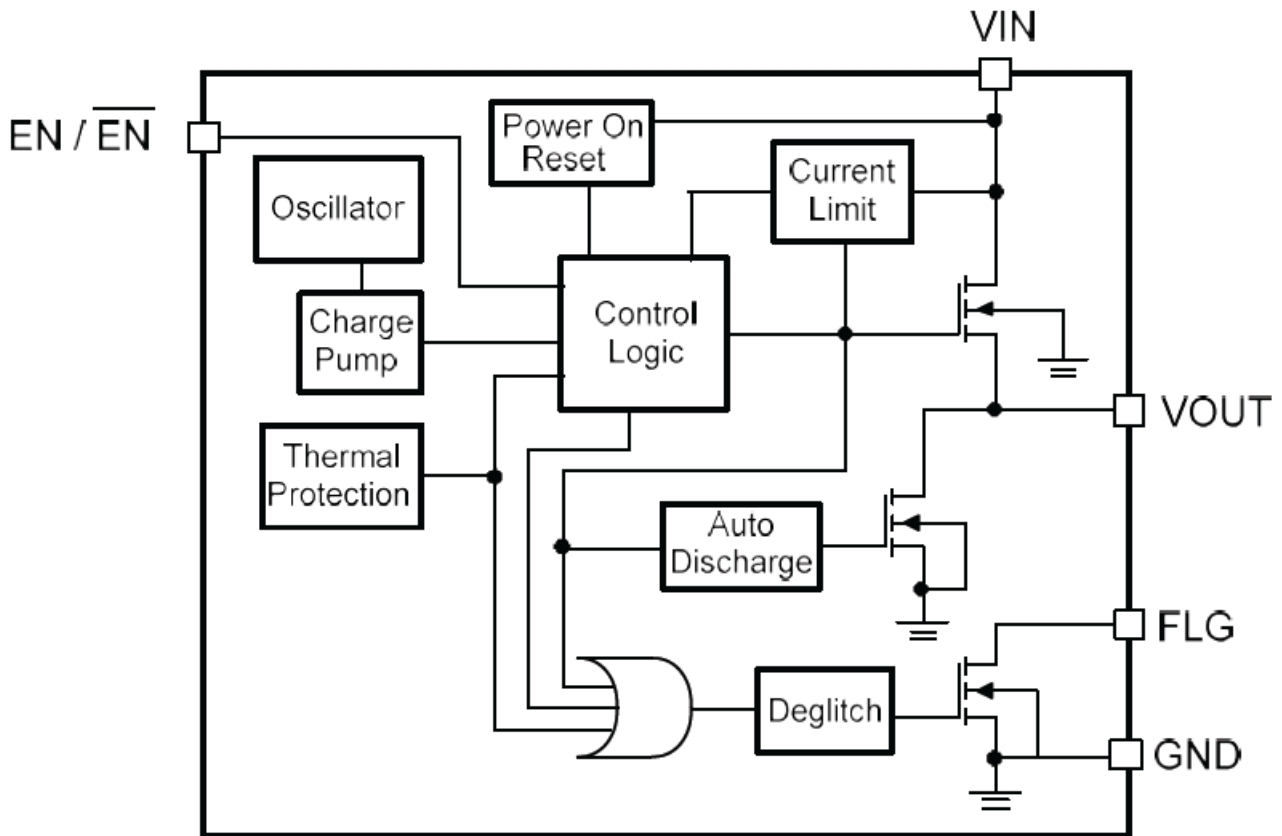 VIN
EN / E̅N̅
Power On
Reset
Current
Limit
Oscillator
Control
Logic
Charge
Pump
VOUT
Thermal
Protection
Auto
Discharge
FLG
Deglitch
GND